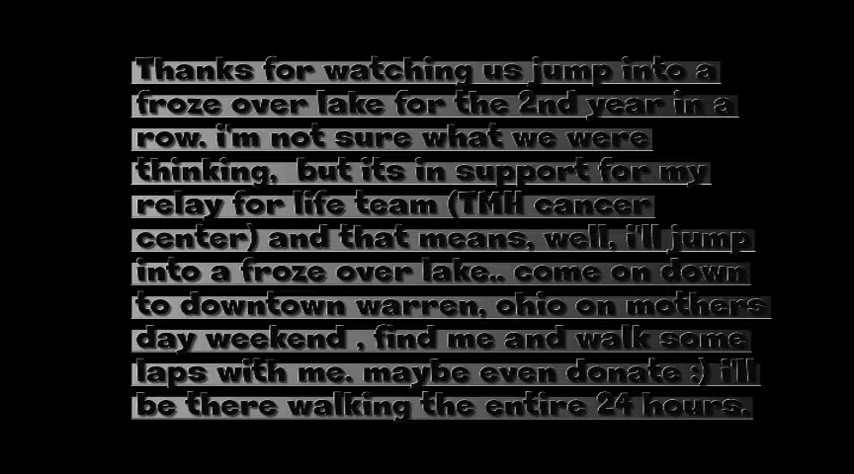 Thanks for watching us jump into a
froze over lake for the 2nd year in a
row. i'm not sure what we were
thinking,  but its in support for my
relay for life team (TMH cancer
center) and that means, well, i'll jump
into a froze over lake.. come on down
to downtown warren, ohio on mothers
day weekend , find me and walk some
laps with me. maybe even donate ;) i'll
be there walking the entire 24 hours.